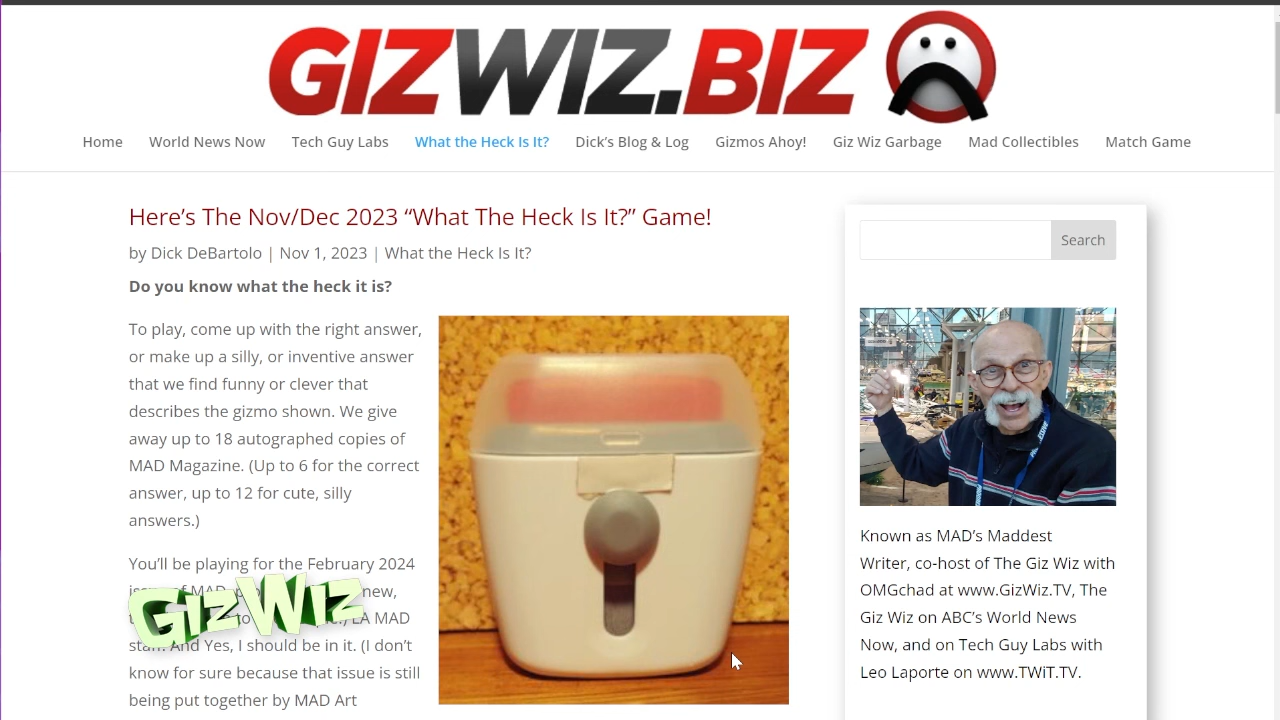 GIZWIZ.BIZ
Home World News Now Tech Guy Labs What the Heck Is It? Dick's Blog & Log Gizmos Ahoy! Giz Wiz Garbage Mad Collectibles Match Game
Here's The Nov/Dec 2023 “What The Heck Is It?” Game!
by Dick DeBartolo | Nov 1, 2023 | What the Heck Is It?
Do you know what the heck it is?
To play, come up with the right answer,
or make up a silly, or inventive answer
that we find funny or clever that
describes the gizmo shown. We give
away up to 18 autographed copies of
MAD Magazine. (Up to 6 for the correct
answer, up to 12 for cute, silly
answers.)
You'll be playing for the February 2024
MAD new,
to LA MAD
And Yes, I should be in it. (I don't
know for sure because that issue is still
being put together by MAD Art
GizWiz
Search
Known as MAD's Maddest
Writer, co-host of The Giz Wiz with
OMGchad at www.GizWiz.TV, The
Giz Wiz on ABC's World News
Now, and on Tech Guy Labs with
Leo Laporte on www.TWiT.TV.